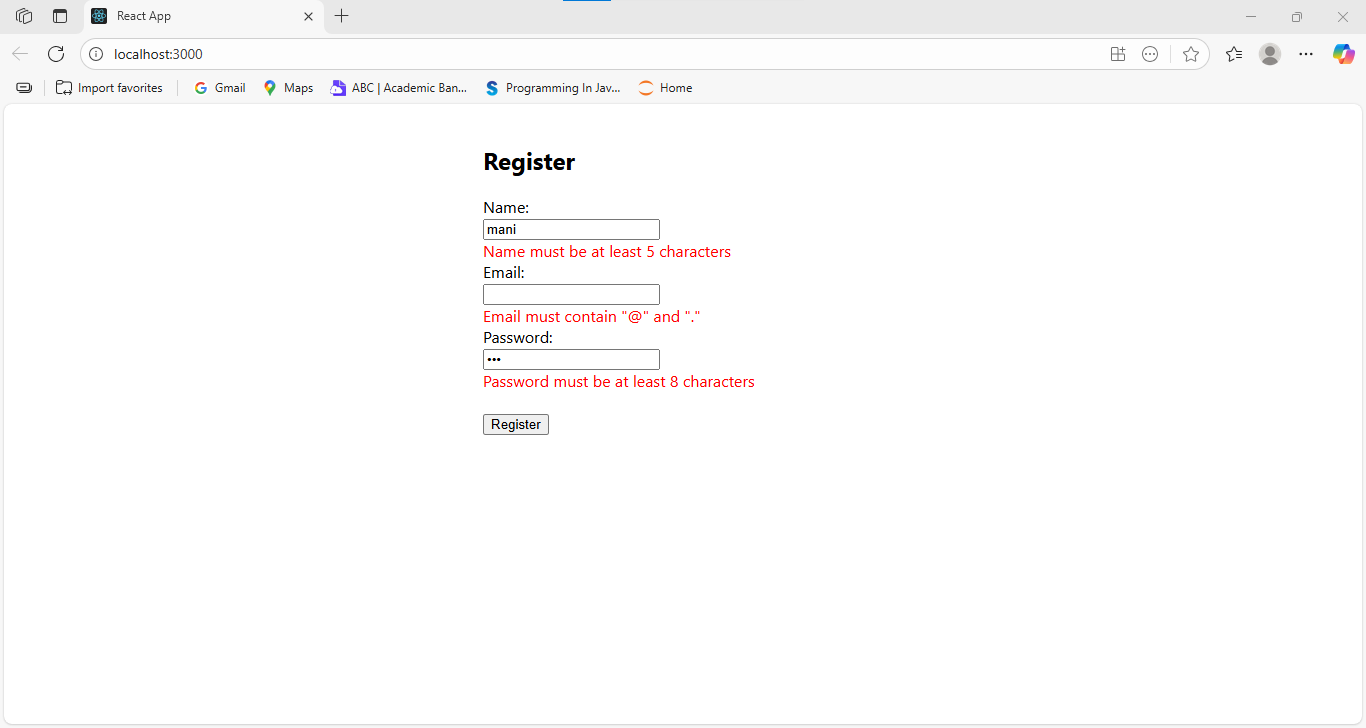 React App
localhost:3000
Import favorites Gmail Maps ABC | Academic Ban... Programming In Jav... Home
Register
Name:
mani
Name must be at least 5 characters
Email:
Email must contain "@" and "."
Password:
•••
Password must be at least 8 characters
Register